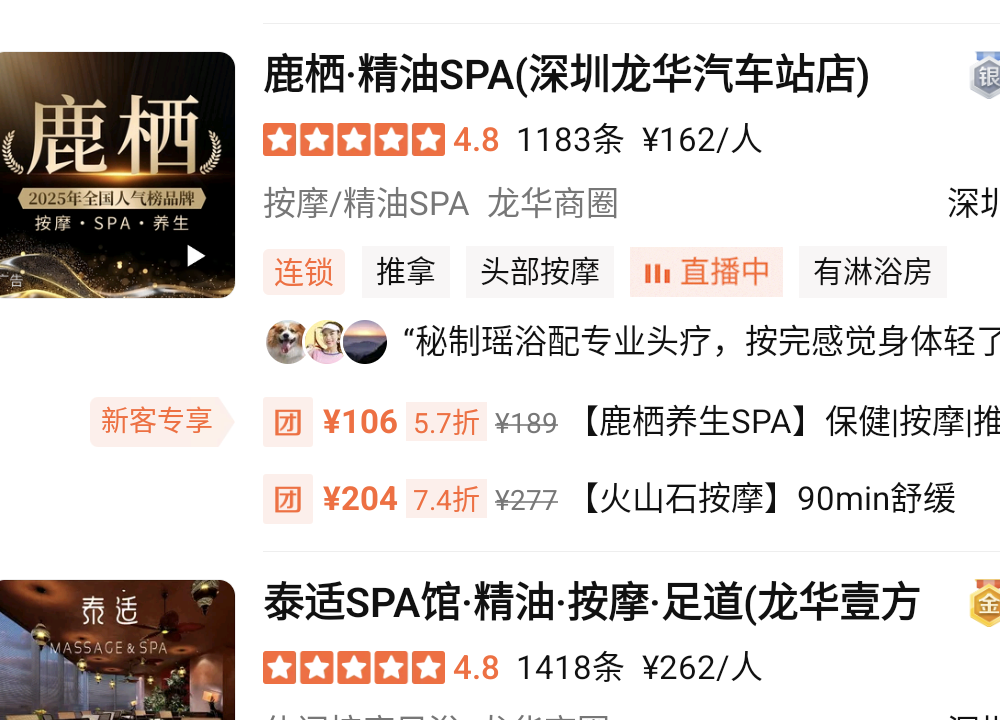 鹿栖·精油SPA(深圳龙华汽车站店)
银
鹿栖
2025年全国人气榜品牌
按摩·SPA·养生
告
4.8 1183条 ¥162/人
按摩/精油SPA 龙华商圈 深圳
连锁 推拿 头部按摩 直播中 有淋浴房
“秘制瑶浴配专业头疗，按完感觉身体轻了
新客专享 团 ¥106 5.7折 ¥189 【鹿栖养生SPA】保健|按摩|推
团 ¥204 7.4折 ¥277 【火山石按摩】90min舒缓
泰适SPA馆·精油·按摩·足道(龙华壹方
金
泰适
MASSAGE&SPA
4.8 1418条 ¥262/人